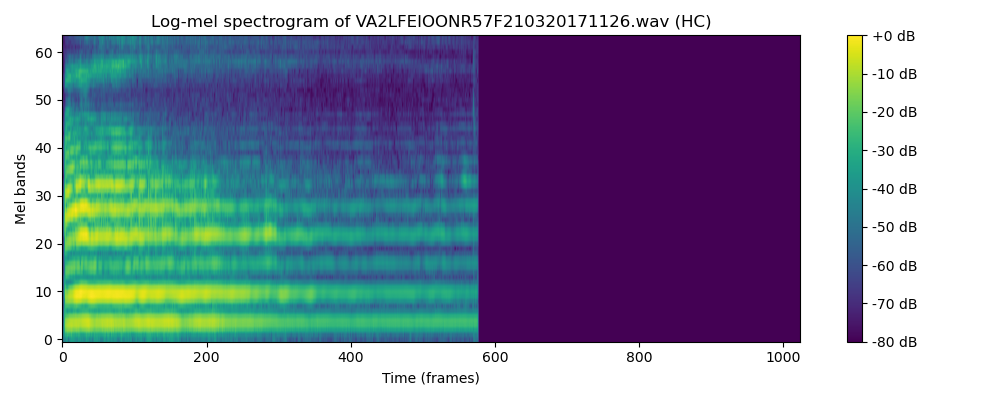 Log-mel spectrogram of VA2LFEIOONR57F210320171126.wav (HC)
Mel bands
60
50
40
30
20
10
0
0 200 400 600 800 1000
Time (frames)
+0 dB
-10 dB
-20 dB
-30 dB
-40 dB
-50 dB
-60 dB
-70 dB
-80 dB